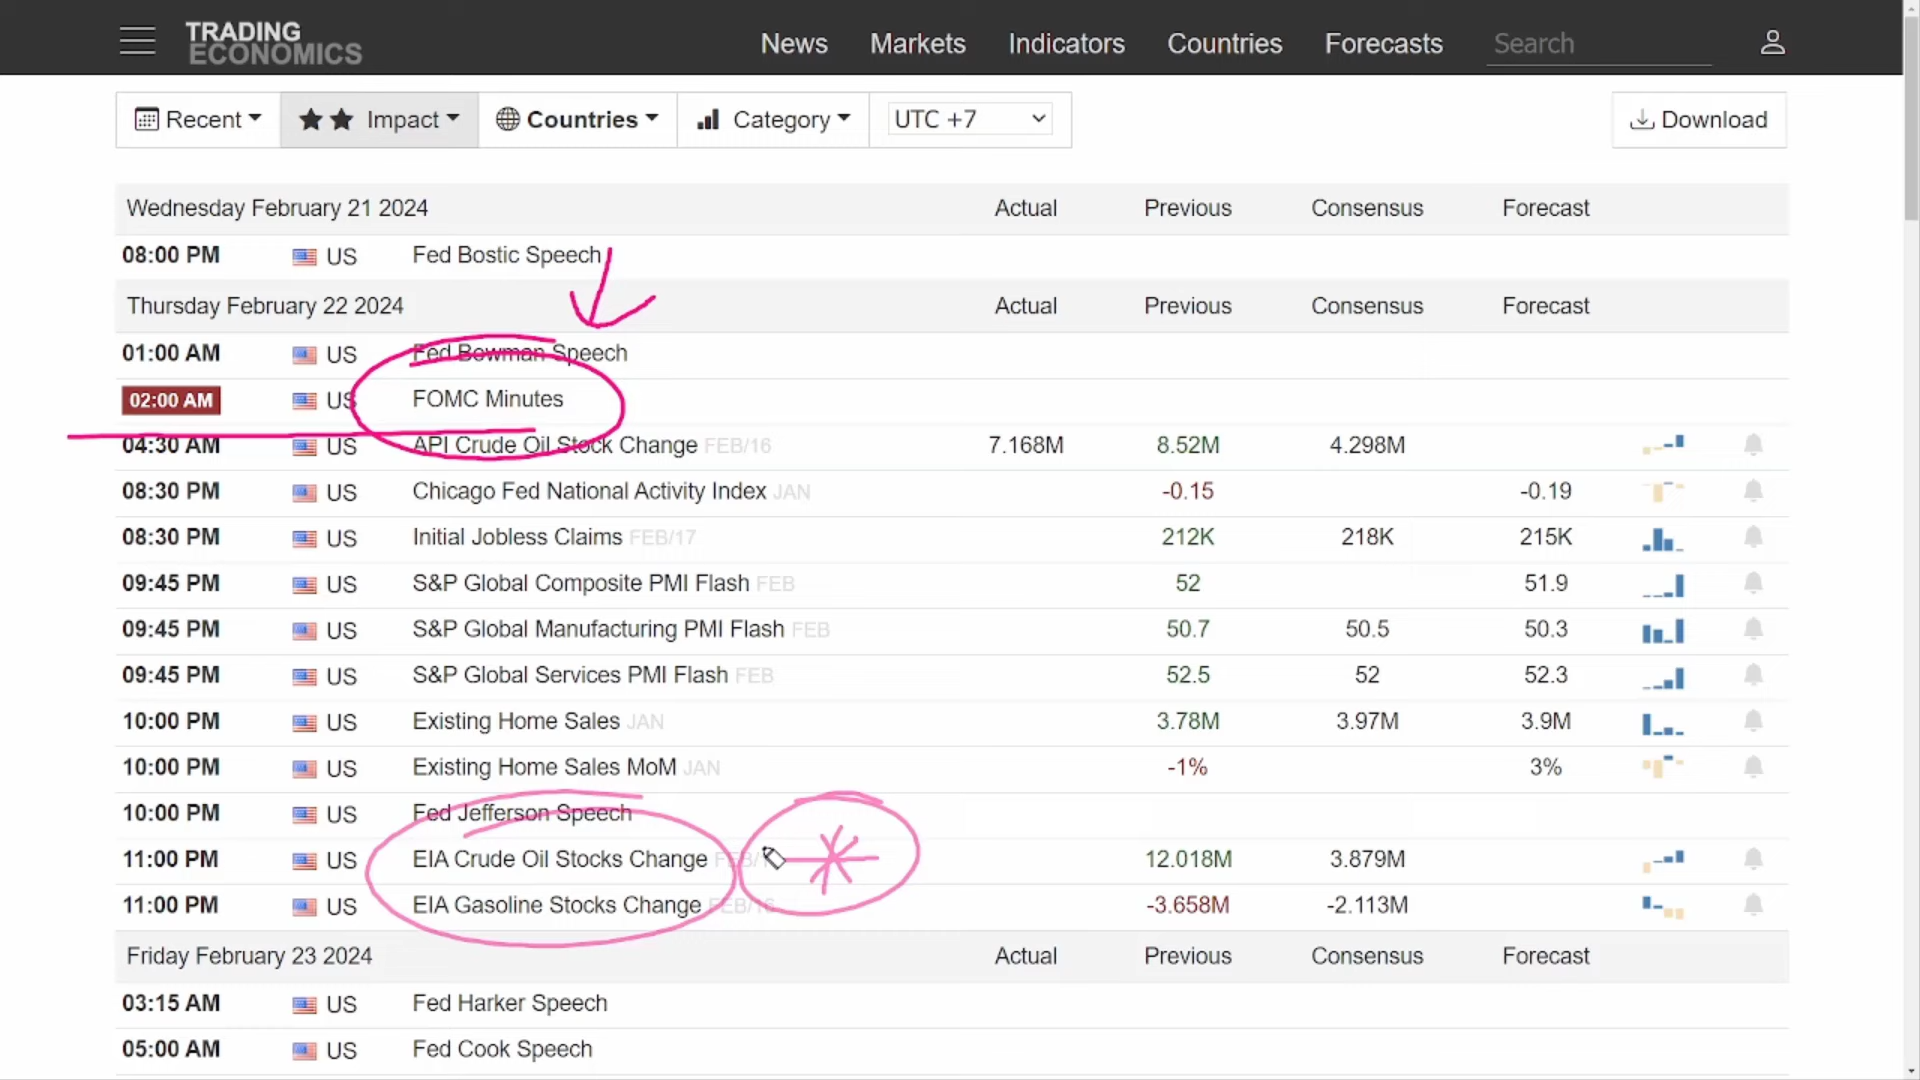 TRADING
ECONOMICS
News Markets Indicators Countries Forecasts Search
Recent Impact Countries Category UTC +7 Download
Wednesday February 21 2024 Actual Previous Consensus Forecast
08:00 PM US Fed Bostic Speech
Thursday February 22 2024 Actual Previous Consensus Forecast
01:00 AM US Fed Bowman Speech
02:00 AM US FOMC Minutes
04:30 AM US API Crude Oil Stock Change FEB/16 7.168M 8.52M 4.298M
08:30 PM US Chicago Fed National Activity Index JAN -0.15 -0.19
08:30 PM US Initial Jobless Claims FEB/17 212K 218K 215K
09:45 PM US S&P Global Composite PMI Flash FEB 52 51.9
09:45 PM US S&P Global Manufacturing PMI Flash FEB 50.7 50.5 50.3
09:45 PM US S&P Global Services PMI Flash FEB 52.5 52 52.3
10:00 PM US Existing Home Sales JAN 3.78M 3.97M 3.9M
10:00 PM US Existing Home Sales MoM JAN -1% 3%
10:00 PM US Fed Jefferson Speech
11:00 PM US EIA Crude Oil Stocks Change 12.018M 3.879M
11:00 PM US EIA Gasoline Stocks Change FEB/16 -3.658M -2.113M
Friday February 23 2024 Actual Previous Consensus Forecast
03:15 AM US Fed Harker Speech
05:00 AM US Fed Cook Speech